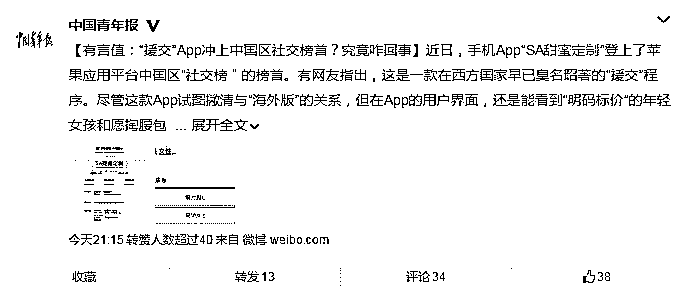 中国青年报
中国青年报
【有言值：“援交”App冲上中国区社交榜首？究竟咋回事】近日，手机App“SA甜蜜定制”登上了苹
果应用平台中国区“社交榜＂的榜首。有网友指出，这是一款在西方国家早已臭名昭著的“援交”程
序。尽管这款App试图撇清与“海外版”的关系，但在App的用户界面，还是能看到“明码标价”的年轻
女孩和愿掏腰包 ... 展开全文
今天21:15 转赞人数超过40 来自 微博 weibo.com
收藏 转发13 评论34 38